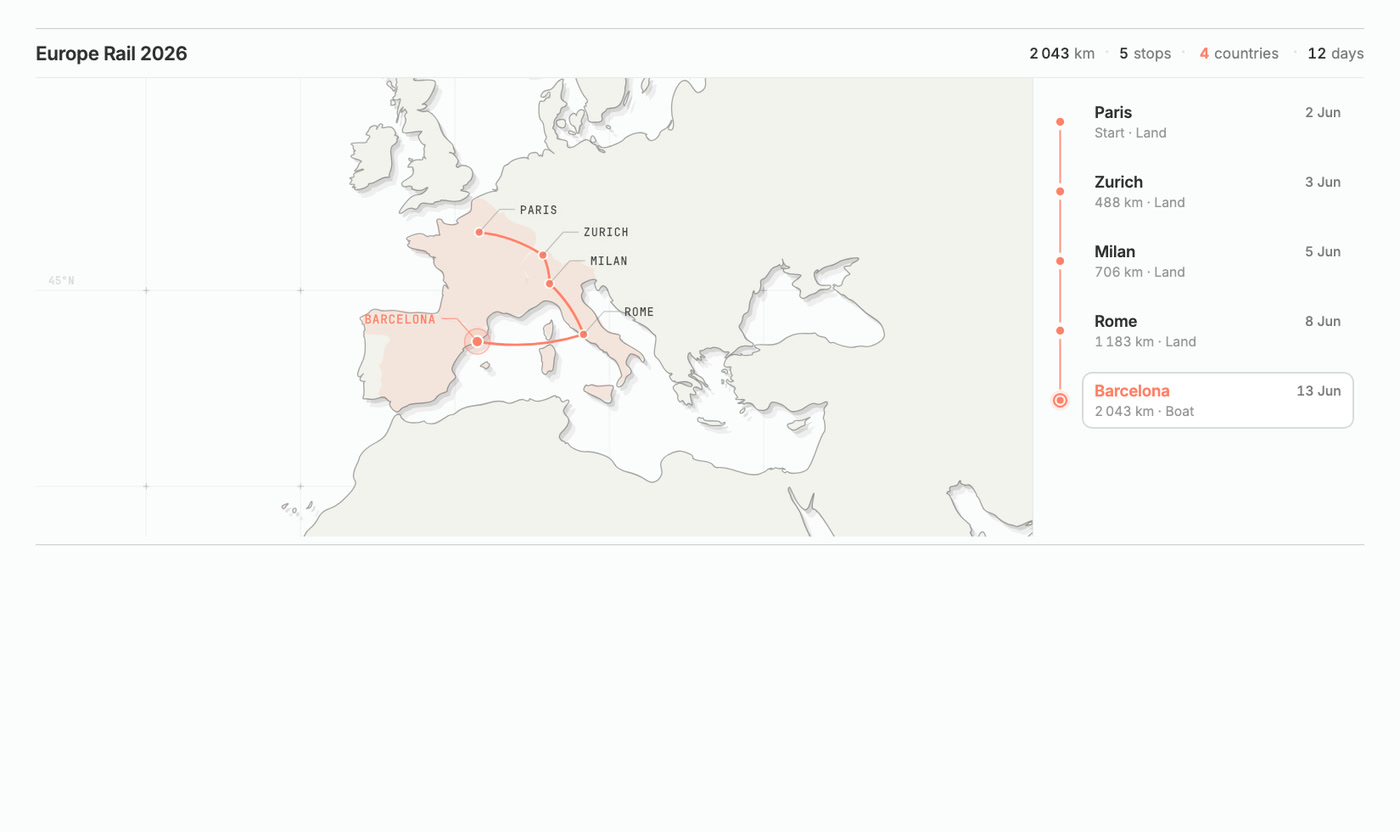 Europe Rail 2026
2 043 km · 5 stops · 4 countries · 12 days
45°N
PARIS
ZURICH
MILAN
ROME
BARCELONA
Paris 2 Jun
Start · Land
Zurich 3 Jun
488 km · Land
Milan 5 Jun
706 km · Land
Rome 8 Jun
1 183 km · Land
Barcelona 13 Jun
2 043 km · Boat